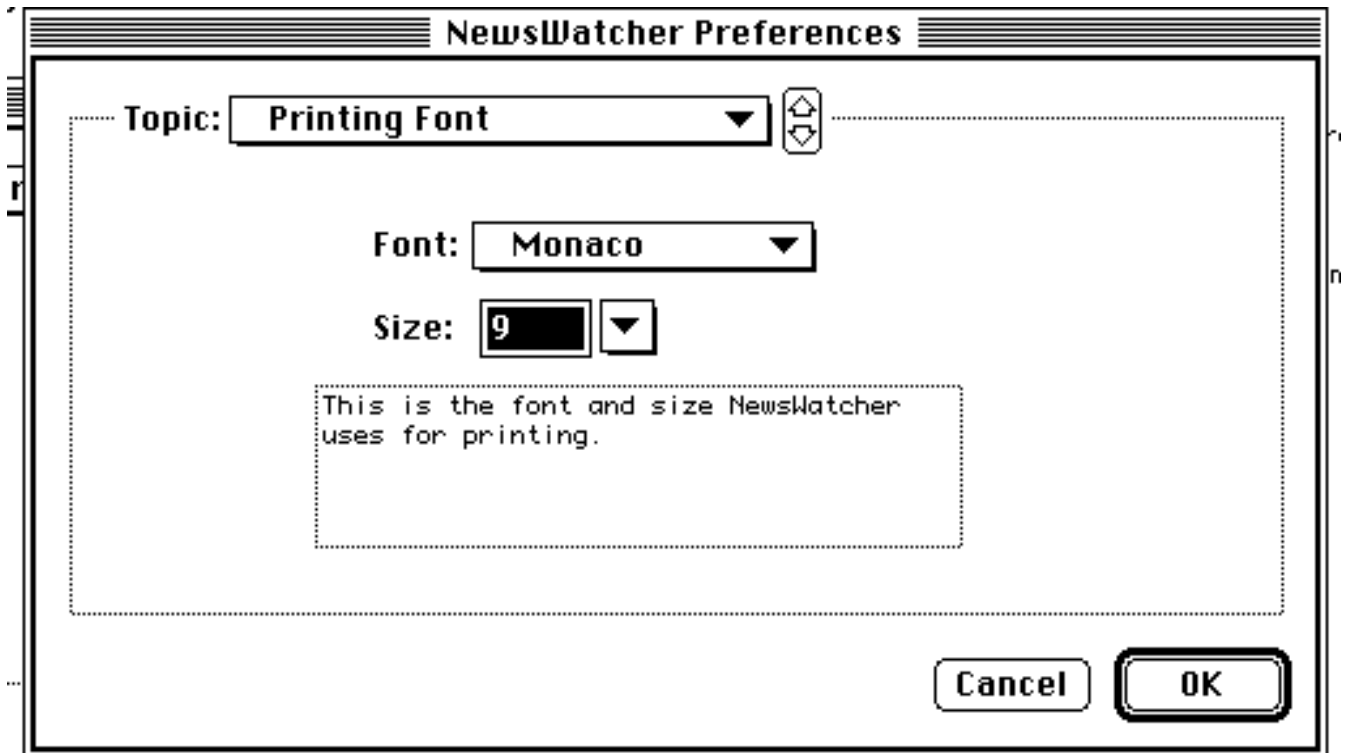 NewsWatcher Preferences
Topic: Printing Font
Font: Monaco
Size: 9
This is the font and size NewsWatcher
uses for printing.
Cancel OK